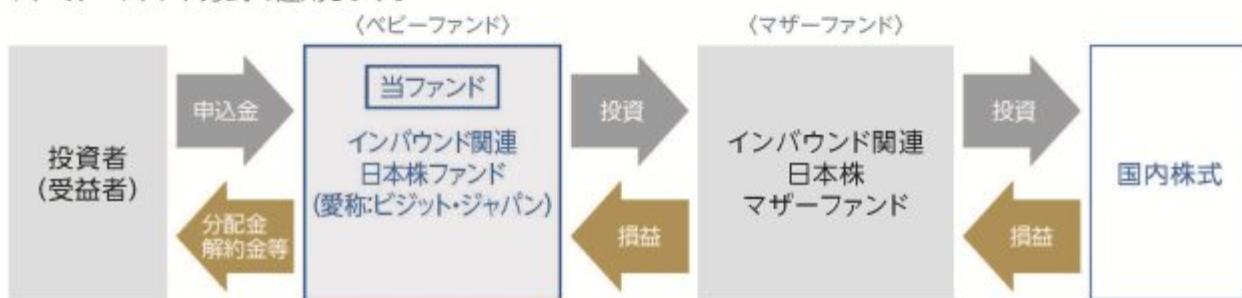 〈ベビーファンド〉
〈マザーファンド〉
投資者
(受益者)
申込金
分配金
解約金等
当ファンド
インバウンド関連
日本株ファンド
(愛称:ビジット・ジャパン)
投資
損益
インバウンド関連
日本株
マザーファンド
投資
損益
国内株式